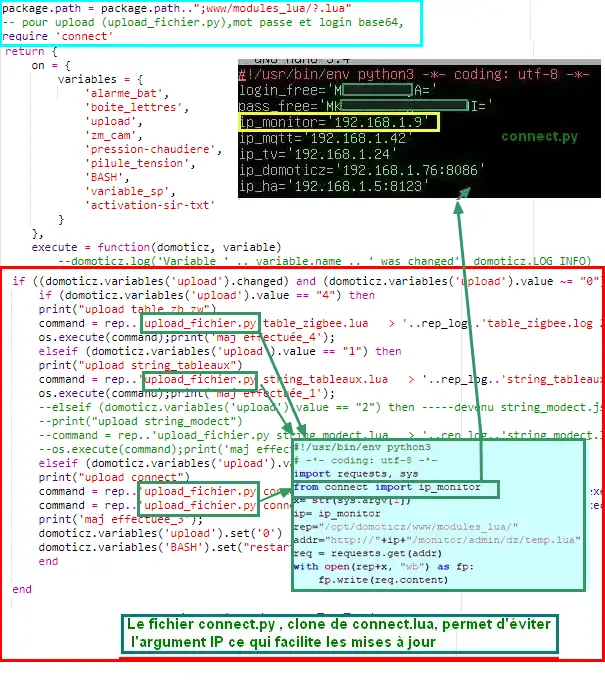 package.path = package.path..";www/modules_lua/?.lua"
-- pour upload (upload_fichier.py),mot passe et login base64,
require 'connect'
return {
on = {
variables = {
'alarme_bat',
'boite_lettres',
'upload',
'zm_cam',
'pression-chaudiere',
'pilule_tension',
'BASH',
'variable_sp',
'activation-sir-txt'
}
},
execute = function(domoticz, variable)
--domoticz.log('Variable ' .. variable.name .. ' was changed', domoticz.LOG_INFO)
#!/usr/bin/env python3 -*- coding: utf-8 -*-
login_free='M A='
pass_free='Mk I='
ip_monitor='192.168.1.9'
ip_mqtt='192.168.1.42'
ip_tv='192.168.1.24'
ip_domoticz='192.168.1.76:8086'
ip_ha='192.168.1.5:8123'
connect.py
if ((domoticz.variables('upload').changed) and (domoticz.variables('upload').value ~= "0"
if (domoticz.variables('upload').value == "4") then
print("upload table_zb_zw")
command = rep..'upload_fichier.py table_zigbee.lua > '..rep_log..'table_zigbee.log 2
os.execute(command);print('maj effectuée_4');
elseif (domoticz.variables('upload').value == "1") then
print("upload string_tableaux")
command = rep..'upload_fichier.py string_tableaux.lua > '..rep_log..'string_tableaux
os.execute(command);print('maj effectuée_1');
--elseif (domoticz.variables('upload').value == "2") then -----devenu string_modect.js
--print("upload string_modect")
--command = rep..'upload_fichier.py string_modect.lua > '..rep_log..'string_modect.l
--os.execute(command);print('maj effec
elseif (domoticz.variables('upload').va
print("upload connect")
command = rep..'upload_fichier.py conne
command = rep..'upload_fichier.py conne
print('maj effectuée_3');
domoticz.variables('upload').set('0')
domoticz.variables('BASH').set("restar
end
end
#!/usr/bin/env python3
# -*- coding: utf-8 -*-
import requests, sys
from connect import ip_monitor
x= str(sys.argv[1])
ip= ip_monitor
rep="/opt/domoticz/www/modules_lua/"
addr="http://"+ip+"/monitor/admin/dz/temp.lua"
req = requests.get(addr)
with open(rep+x, "wb") as fp:
fp.write(req.content)
Le fichier connect.py , clone de connect.lua, permet d'éviter
l'argument IP ce qui facilite les mises à jour